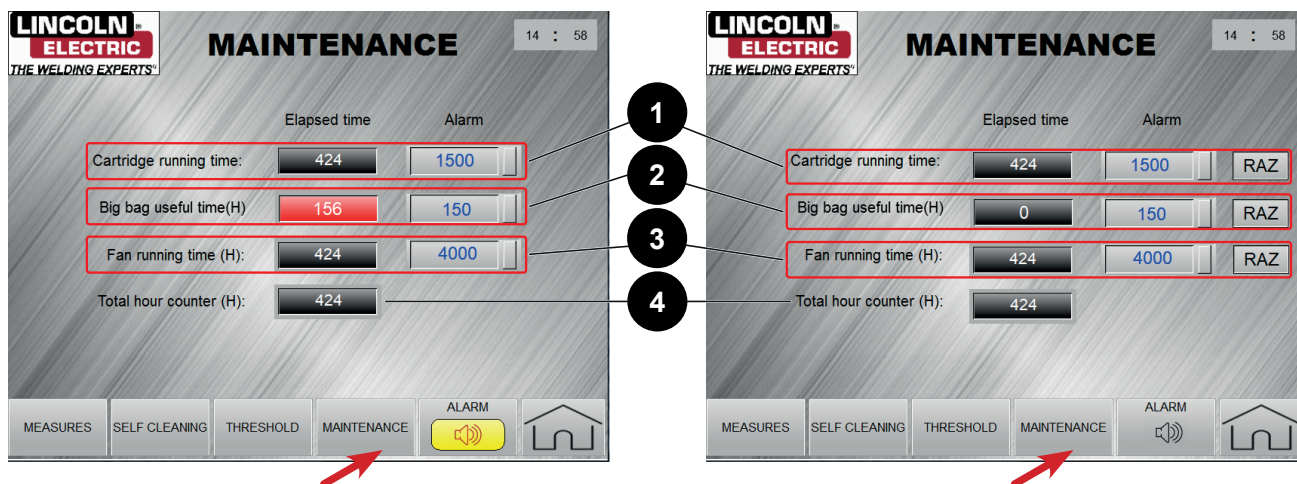 LINCOLN ®
ELECTRIC
THE WELDING EXPERTS®
MAINTENANCE
14 : 58
Elapsed time Alarm
Cartridge running time: 424 1500
Big bag useful time(H) 156 150
Fan running time (H): 424 4000
Total hour counter (H): 424
MEASURES SELF CLEANING THRESHOLD MAINTENANCE ALARM
1
2
3
4
LINCOLN ®
ELECTRIC
THE WELDING EXPERTS®
MAINTENANCE
14 : 58
Elapsed time Alarm
Cartridge running time: 424 1500 RAZ
Big bag useful time(H) 0 150 RAZ
Fan running time (H): 424 4000 RAZ
Total hour counter (H): 424
MEASURES SELF CLEANING THRESHOLD MAINTENANCE ALARM